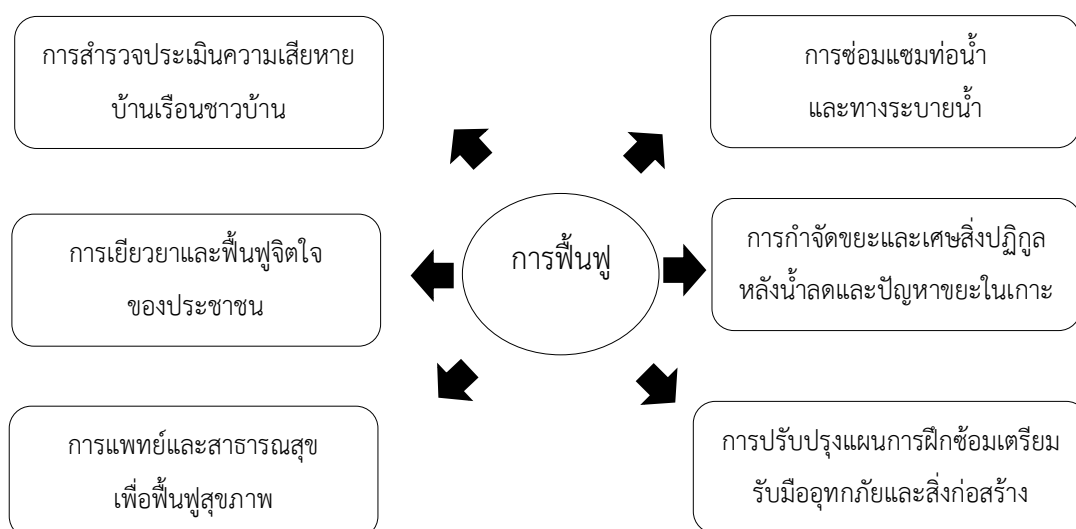 การสำรวจประเมินความเสียหาย
บ้านเรือนชาวบ้าน
การซ่อมแซมท่อน้ำ
และทางระบายน้ำ
การเยียวยาและฟื้นฟูจิตใจ
ของประชาชน
การฟื้นฟู
การกำจัดขยะและเศษสิ่งปฏิกูล
หลังน้ำลดและปัญหาขยะในเกาะ
การแพทย์และสาธารณสุข
เพื่อฟื้นฟูสุขภาพ
การปรับปรุงแผนการฝึกซ้อมเตรียม
รับมืออุทกภัยและสิ่งก่อสร้าง